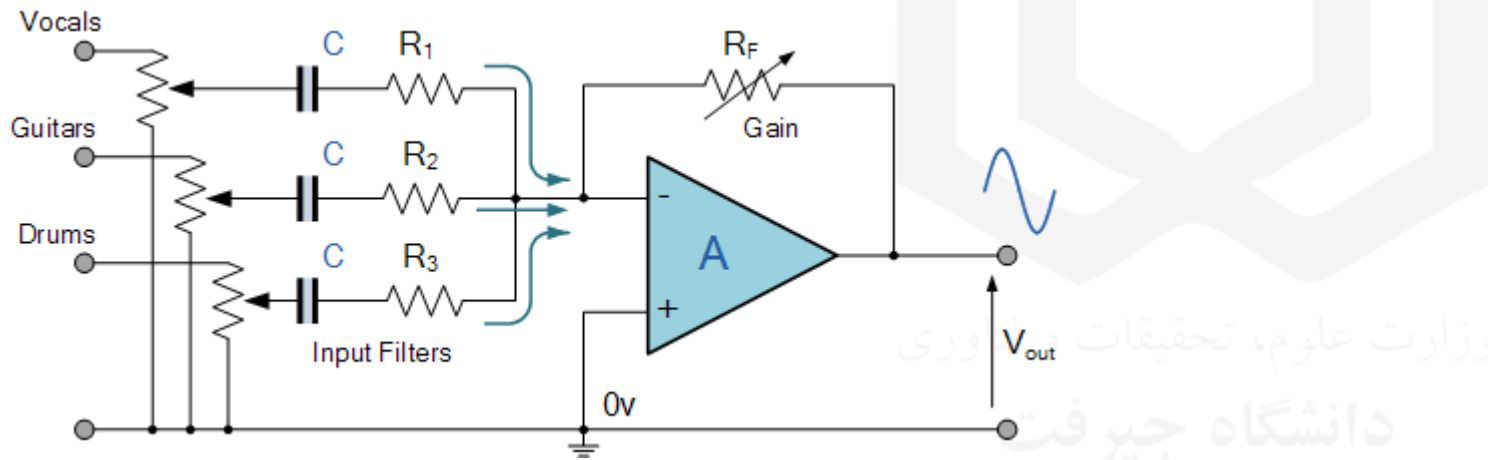 Vocals
C R1 RF
Guitars
Gain
C R2
-
Drums
A
C R3
+
Input Filters
Vout
0v
وزارت علوم، تحقیقات و فناوری
دانشگاه جیرفت